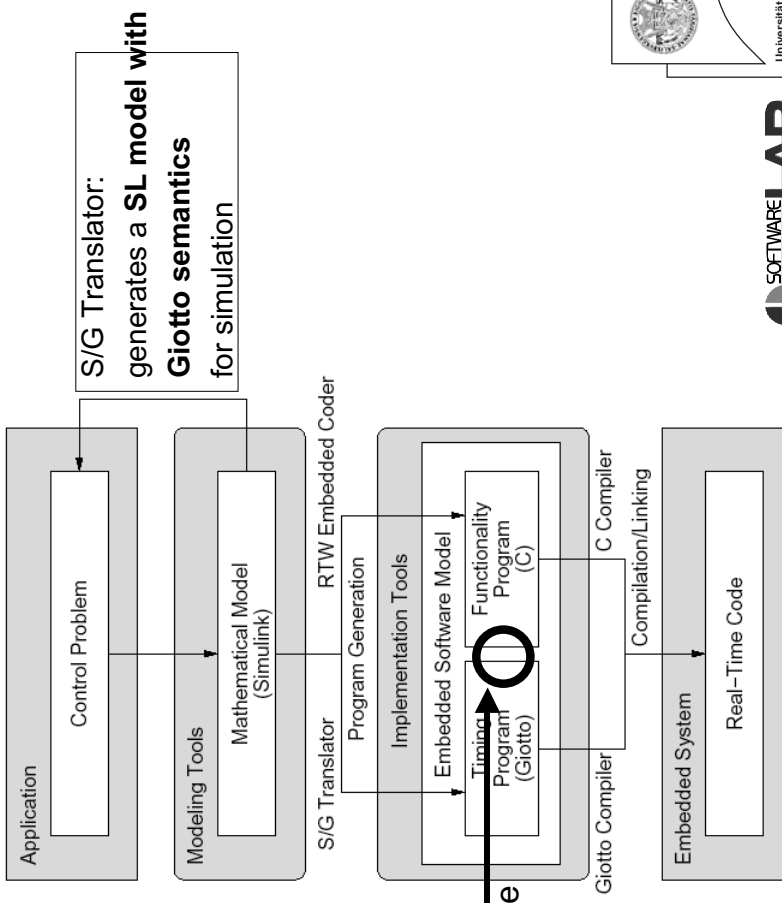 Application
Control Problem
S/G Translator:
generates a SL model with
Giotto semantics
for simulation
Modeling Tools
Mathematical Model
(Simulink)
S/G Translator
RTW Embedded Coder
Program Generation
Implementation Tools
Embedded Software Model
Timing
Program
(Giotto)
Functionality
Program
(C)
e
Giotto Compiler
C Compiler
Compilation/Linking
Embedded System
Real-Time Code
SOFTWARE
Universität